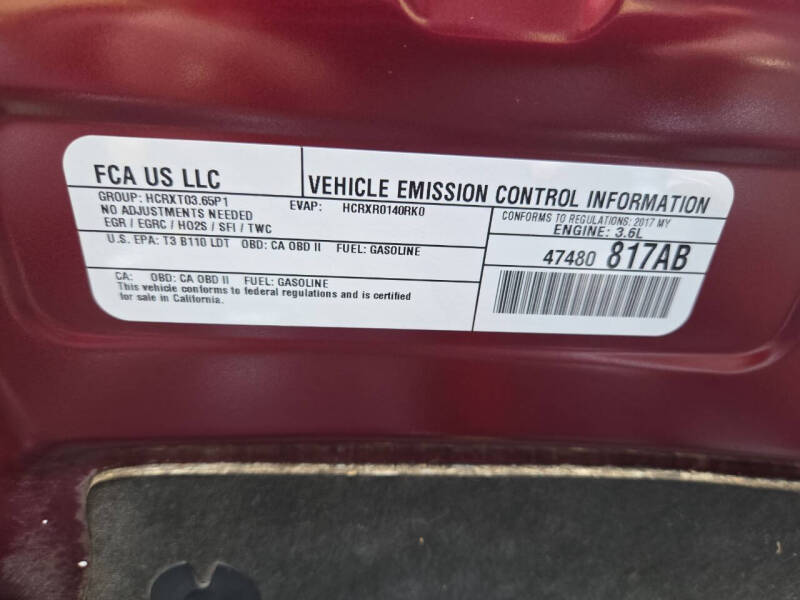 FCA US LLC
VEHICLE EMISSION CONTROL INFORMATION
GROUP: HCRXT03.65P1 EVAP: HCRXR0140RK0
NO ADJUSTMENTS NEEDED
EGR / EGRC / HO2S / SFI / TWC
CONFORMS TO REGULATIONS: 2017 MY
ENGINE: 3.6L
U.S. EPA: T3 B110 LDT OBD: CA OBD II FUEL: GASOLINE
47480 817AB
CA: OBD: CA OBD II FUEL: GASOLINE
This vehicle conforms to federal regulations and is certified
for sale in California.